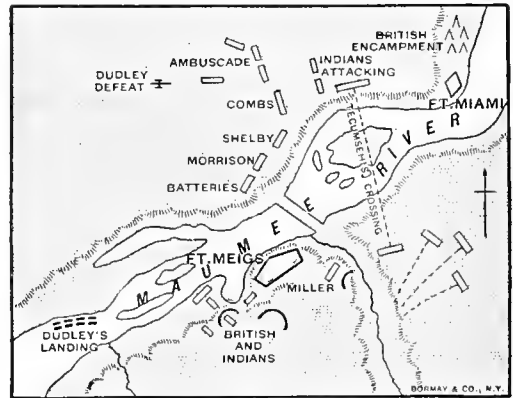 BRITISH
ENCAMPMENT
AMBUSCADE
INDIANS
ATTACKING
DUDLEY
DEFEAT
COMBS
FT. MIAMI
SHELBY
TECUMSEH(S) CROSSING
MORRISON
BATTERIES
MAUMEE RIVER
FT. MEIGS
MILLER
DUDLEY'S
LANDING
BRITISH
AND
INDIANS
BORMAY & CO., N.Y.